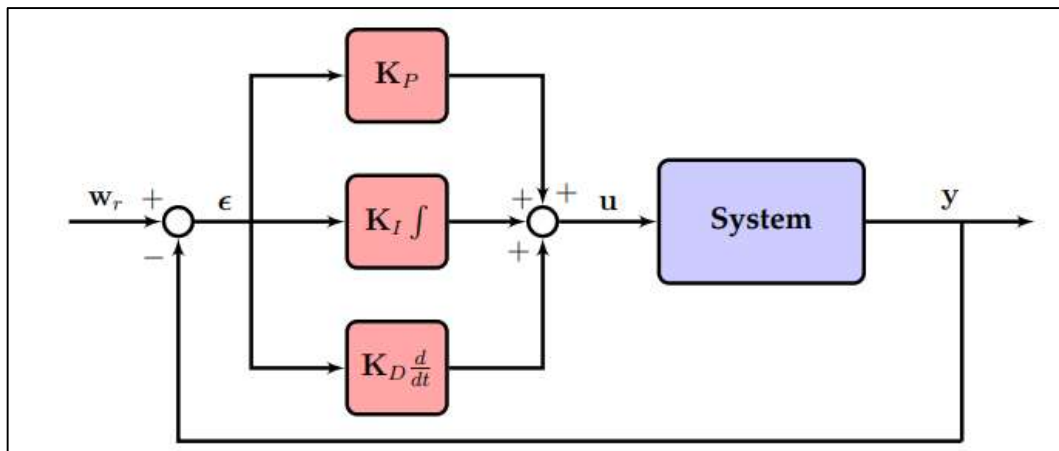 K_P
w_r + ϵ K_I ∫ + + u System y
− +
K_D d/dt